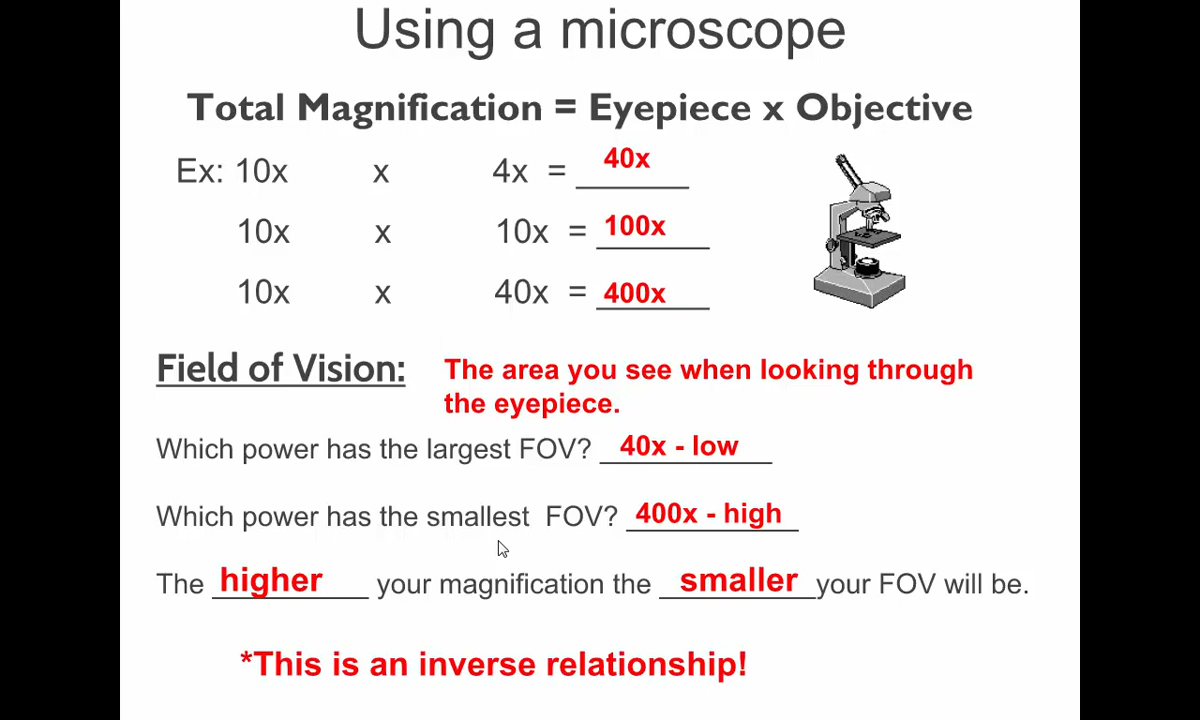 Using a microscope
Total Magnification = Eyepiece x Objective
Ex: 10x x 4x = 40x
10x x 10x = 100x
10x x 40x = 400x
Field of Vision: The area you see when looking through
the eyepiece.
Which power has the largest FOV? 40x - low
Which power has the smallest FOV? 400x - high
The higher your magnification the smaller your FOV will be.
*This is an inverse relationship!